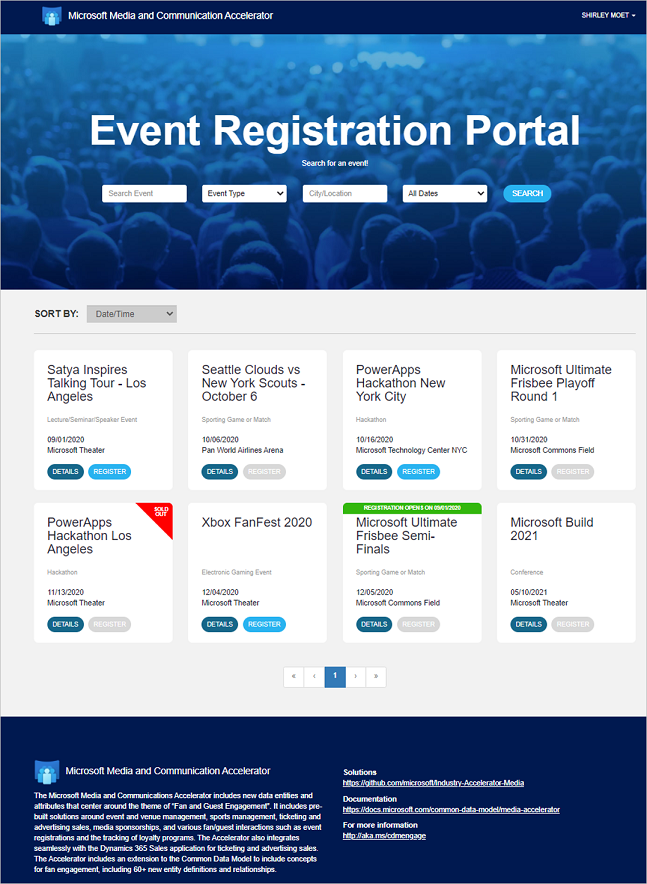 Microsoft Media and Communication Accelerator
SHIRLEY MOET
Event Registration Portal
Search for an event!
Search Event
Event Type
City/Location
All Dates
SEARCH
SORT BY:
Date/Time
Satya Inspires
Talking Tour - Los
Angeles
Lecture/Seminar/Speaker Event
09/01/2020
Microsoft Theater
DETAILS
REGISTER
Seattle Clouds vs
New York Scouts -
October 6
Sporting Game or Match
10/06/2020
Pan World Airlines Arena
DETAILS
REGISTER
PowerApps
Hackathon New
York City
Hackathon
10/16/2020
Microsoft Technology Center NYC
DETAILS
REGISTER
Microsoft Ultimate
Frisbee Playoff
Round 1
Sporting Game or Match
10/31/2020
Microsoft Commons Field
DETAILS
REGISTER
SOLD
OUT
PowerApps
Hackathon Los
Angeles
Hackathon
11/13/2020
Microsoft Theater
DETAILS
REGISTER
Xbox FanFest 2020
Electronic Gaming Event
12/04/2020
Microsoft Theater
DETAILS
REGISTER
REGISTRATION OPENS ON 09/01/2020
Microsoft Ultimate
Frisbee Semi-
Finals
Sporting Game or Match
12/05/2020
Microsoft Commons Field
DETAILS
REGISTER
Microsoft Build
2021
Conference
05/10/2021
Microsoft Theater
DETAILS
REGISTER
« ‹ 1 › »
Microsoft Media and Communication Accelerator
The Microsoft Media and Communications Accelerator includes new data entities and
attributes that center around the theme of "Fan and Guest Engagement". It includes pre-
built solutions around event and venue management, sports management, ticketing and
advertising sales, media sponsorships, and various fan/guest interactions such as event
registrations and the tracking of loyalty programs. The Accelerator also integrates
seamlessly with the Dynamics 365 Sales application for ticketing and advertising sales.
The Accelerator includes an extension to the Common Data Model to include concepts
for fan engagement, including 60+ new entity definitions and relationships.
Solutions
https://github.com/microsoft/Industry-Accelerator-Media
Documentation
https://docs.microsoft.com/common-data-model/media-accelerator
For more information
http://aka.ms/cdmengage